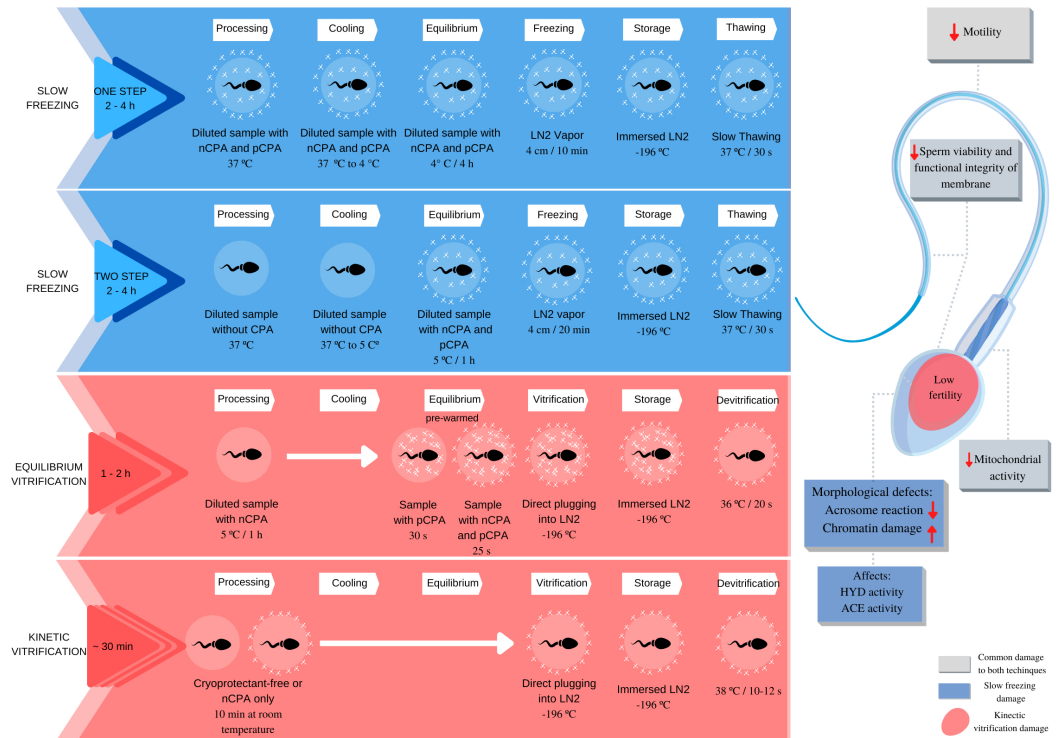 SLOW
FREEZING
ONE STEP
2 - 4 h
Processing
Cooling
Equilibrium
Freezing
Storage
Thawing
Diluted sample with
nCPA and pCPA
37 ºC
Diluted sample with
nCPA and pCPA
37 ºC to 4 °C
Diluted sample with
nCPA and pCPA
4° C / 4 h
LN2 Vapor
4 cm / 10 min
Immersed LN2
-196 ºC
Slow Thawing
37 ºC / 30 s
SLOW
FREEZING
TWO STEP
2 - 4 h
Processing
Cooling
Equilibrium
Freezing
Storage
Thawing
Diluted sample
without CPA
37 ºC
Diluted sample
without CPA
37 ºC to 5 Cº
Diluted sample
with nCPA and
pCPA
5 ºC / 1 h
LN2 vapor
4 cm / 20 min
Immersed LN2
-196 ºC
Slow Thawing
37 ºC / 30 s
EQUILIBRIUM
VITRIFICATION
1 - 2 h
Processing
Cooling
Equilibrium
pre-warmed
Vitrification
Storage
Devitrification
Diluted sample
with nCPA
5 ºC / 1 h
Sample
with pCPA
30 s
Sample
with nCPA
and pCPA
25 s
Direct plugging
into LN2
-196 ºC
Immersed LN2
-196 ºC
36 ºC / 20 s
KINETIC
VITRIFICATION
~ 30 min
Processing
Cooling
Equilibrium
Vitrification
Storage
Devitrification
Cryoprotectant-free or
nCPA only
10 min at room
temperature
Direct plugging
into LN2
-196 ºC
Immersed LN2
-196 ºC
38 ºC / 10-12 s
Motility
Sperm viability and
functional integrity of
membrane
Low
fertility
Mitochondrial
activity
Morphological defects:
Acrosome reaction
Chromatin damage
Affects:
HYD activity
ACE activity
Common damage
to both techinques
Slow freezing
damage
Kinetic
vitrification damage